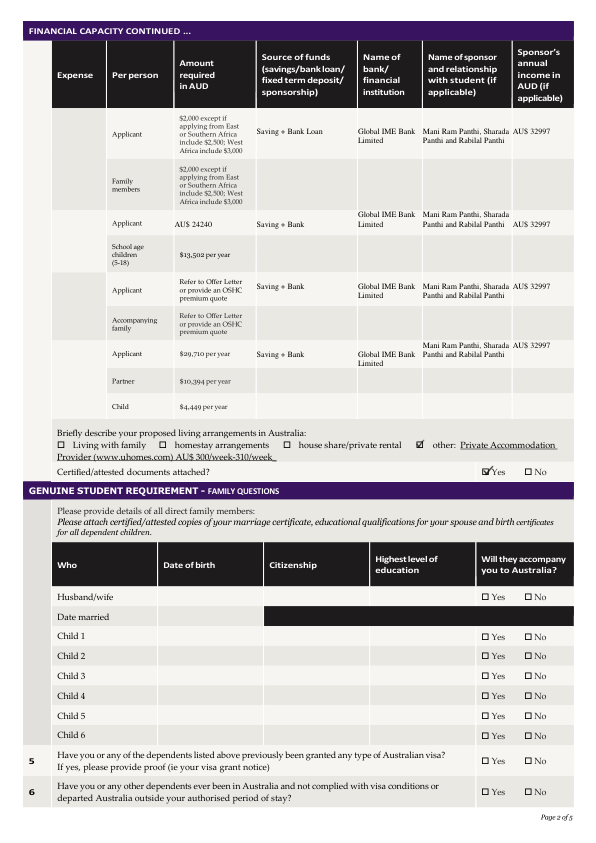 FINANCIAL CAPACITY CONTINUED ...
Expense
Per person
Amount
required
in AUD
Source of funds
(savings/bank loan/
fixed term deposit/
sponsorship)
Name of
bank/
financial
institution
Name of sponsor
and relationship
with student (if
applicable)
Sponsor's
annual
income in
AUD (if
applicable)
Applicant
$2,000 except if
applying from East
or Southern Africa
include $2,500; West
Africa include $3,000
Saving + Bank Loan
Global IME Bank
Limited
Mani Ram Panthi, Sharada
Panthi and Rabilal Panthi
AU$ 32997
Family
members
$2,000 except if
applying from East
or Southern Africa
include $2,500; West
Africa include $3,000
Applicant
AU$ 24240
Saving + Bank
Global IME Bank
Limited
Mani Ram Panthi, Sharada
Panthi and Rabilal Panthi
AU$ 32997
School age
children
(5-18)
$13,502 per year
Applicant
Refer to Offer Letter
or provide an OSHC
premium quote
Saving + Bank
Global IME Bank
Limited
Mani Ram Panthi, Sharada
Panthi and Rabilal Panthi
AU$ 32997
Accompanying
family
Refer to Offer Letter
or provide an OSHC
premium quote
Applicant
$29,710 per year
Saving + Bank
Global IME Bank
Limited
Mani Ram Panthi, Sharada
Panthi and Rabilal Panthi
AU$ 32997
Partner
$10,394 per year
Child
$4,449 per year
Briefly describe your proposed living arrangements in Australia:
☐ Living with family ☐ homestay arrangements ☐ house share/private rental ☑ other: Private Accommodation
Provider (www.uhomes.com) AU$ 300/week-310/week_
Certified/attested documents attached? ☑ Yes ☐ No
GENUINE STUDENT REQUIREMENT – FAMILY QUESTIONS
Please provide details of all direct family members:
Please attach certified/attested copies of your marriage certificate, educational qualifications for your spouse and birth certificates
for all dependent children.
Who
Date of birth
Citizenship
Highest level of
education
Will they accompany
you to Australia?
Husband/wife ☐ Yes ☐ No
Date married
Child 1 ☐ Yes ☐ No
Child 2 ☐ Yes ☐ No
Child 3 ☐ Yes ☐ No
Child 4 ☐ Yes ☐ No
Child 5 ☐ Yes ☐ No
Child 6 ☐ Yes ☐ No
5 Have you or any of the dependents listed above previously been granted any type of Australian visa?
If yes, please provide proof (ie your visa grant notice) ☐ Yes ☐ No
6 Have you or any other dependents ever been in Australia and not complied with visa conditions or
departed Australia outside your authorised period of stay? ☐ Yes ☐ No
Page 2 of 5